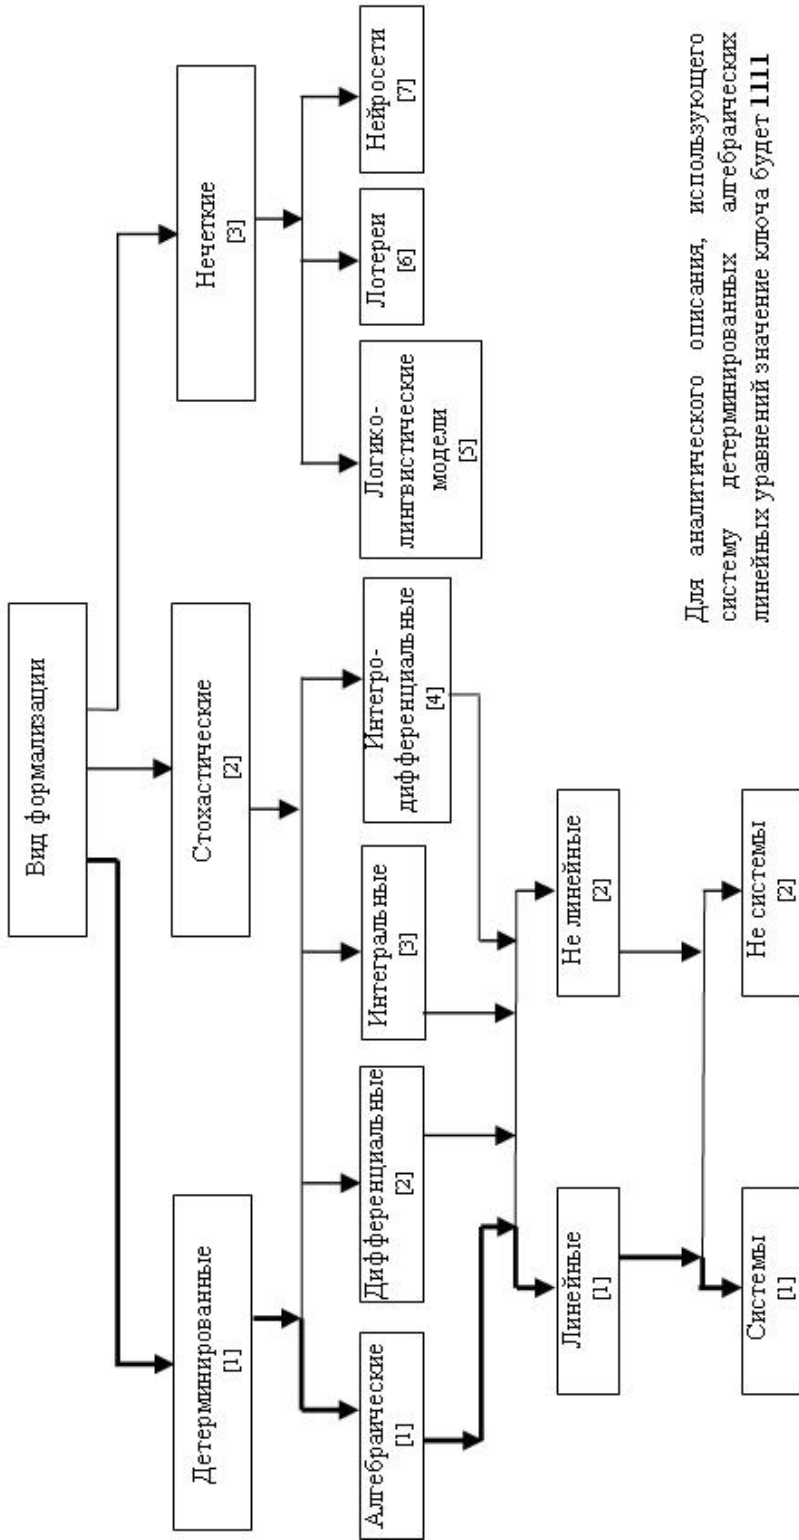 Вид формализации
Детерминированные
[1]
Стохастические
[2]
Нечеткие
[3]
Алгебраические
[1]
Дифференциальные
[2]
Интегральные
[3]
Интегро-
дифференциальные
[4]
Логико-
лингвистические
модели
[5]
Лотереи
[6]
Нейросети
[7]
Линейные
[1]
Не линейные
[2]
Системы
[1]
Не системы
[2]
Для аналитического описания, использующего
систему детерминированных алгебраических
линейных уравнений значение ключа будет 1111